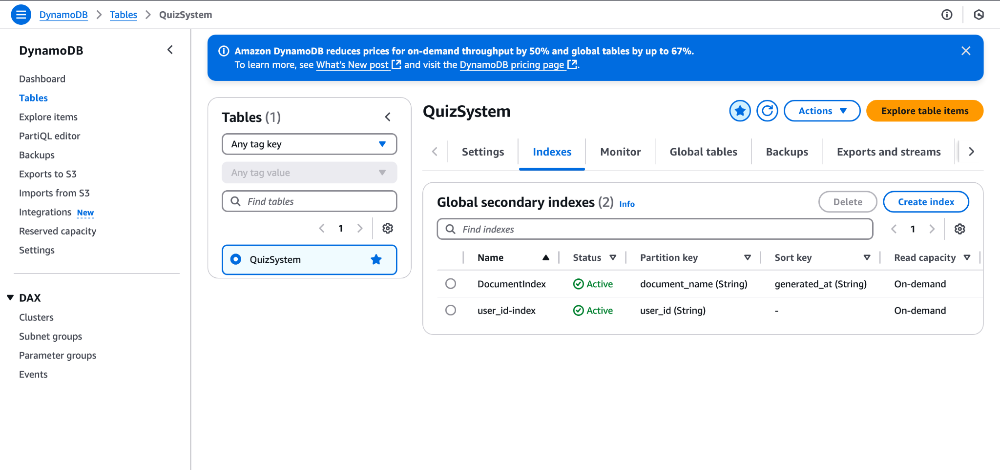 DynamoDB > Tables > QuizSystem
DynamoDB
Dashboard
Tables
Explore items
PartiQL editor
Backups
Exports to S3
Imports from S3
Integrations New
Reserved capacity
Settings
DAX
Clusters
Subnet groups
Parameter groups
Events
Amazon DynamoDB reduces prices for on-demand throughput by 50% and global tables by up to 67%.
To learn more, see What's New post and visit the DynamoDB pricing page.
Tables (1)
Any tag key
Any tag value
Find tables
1
QuizSystem
QuizSystem
Actions
Explore table items
Settings
Indexes
Monitor
Global tables
Backups
Exports and streams
Global secondary indexes (2) Info
Delete
Create index
Find indexes
1
Name Status Partition key Sort key Read capacity
DocumentIndex Active document_name (String) generated_at (String) On-demand
user_id-index Active user_id (String) - On-demand